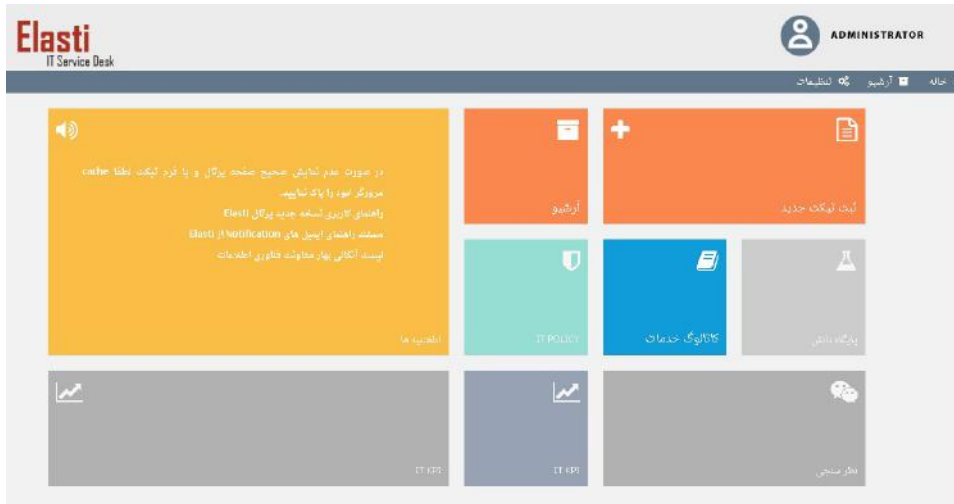 Elasti
IT Service Desk
ADMINISTRATOR
خانه آرشیو تنظیمات
ثبت تیکت جدید
آرشیو
در صورت عدم نمایش صحیح صفحه پرتال و یا فرم تیکت لطفا cache
مرورگر خود را پاک نمایید.
راهنمای کاربری نسخه جدید پرتال Elasti
مستند راهنمای ایمیل های Notification از Elasti
لیست آنکالی بهار معاونت فناوری اطلاعات
اطلاعیه ها
پایگاه دانش
کاتالوگ خدمات
IT POLICY
نظر سنجی
IT KPI
IT KPI